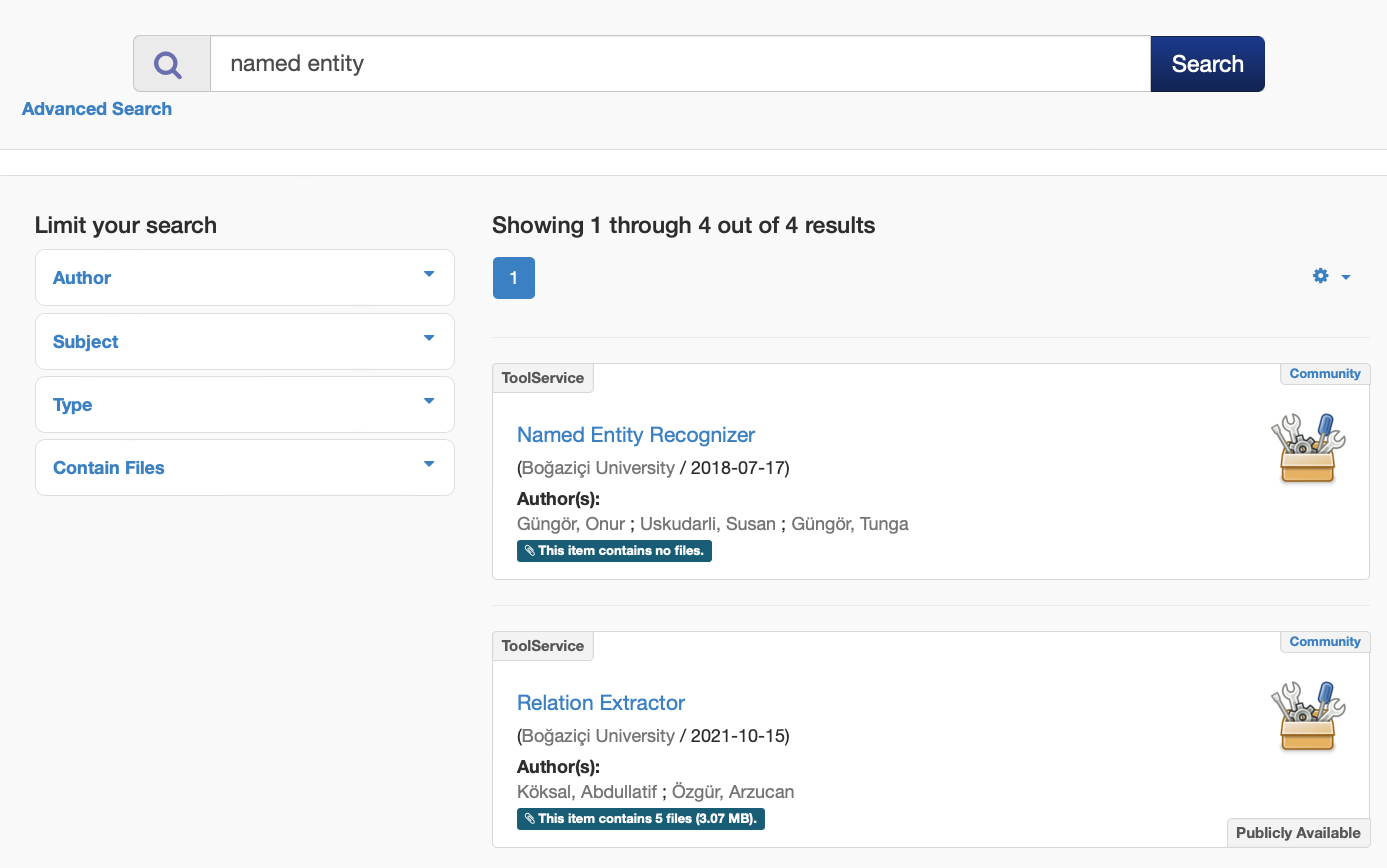 named entity
Search
Advanced Search
Limit your search
Author
Subject
Type
Contain Files
Showing 1 through 4 out of 4 results
1
ToolService
Community
Named Entity Recognizer
(Boğaziçi University / 2018-07-17)
Author(s):
Güngör, Onur ; Uskudarli, Susan ; Güngör, Tunga
This item contains no files.
ToolService
Community
Relation Extractor
(Boğaziçi University / 2021-10-15)
Author(s):
Köksal, Abdullatif ; Özgür, Arzucan
This item contains 5 files (3.07 MB).
Publicly Available